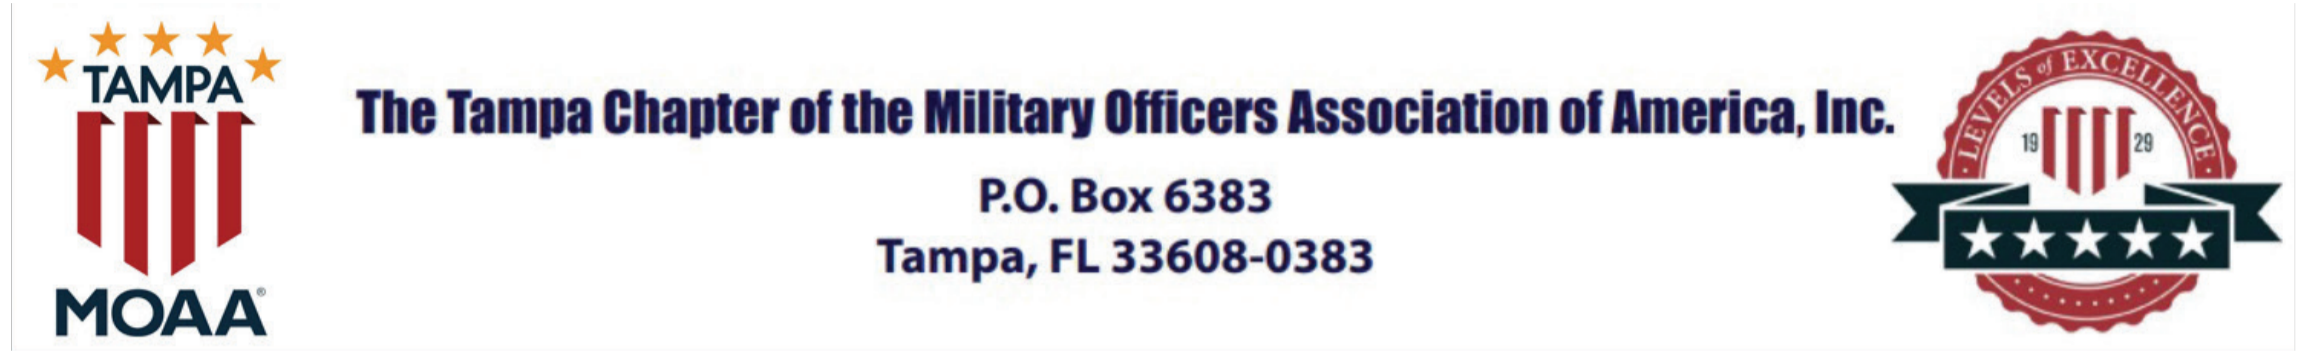 TAMPA
MOAA®
The Tampa Chapter of the Military Officers Association of America, Inc.
P.O. Box 6383
Tampa, FL 33608-0383
LEVELS of EXCELLENCE
19 29